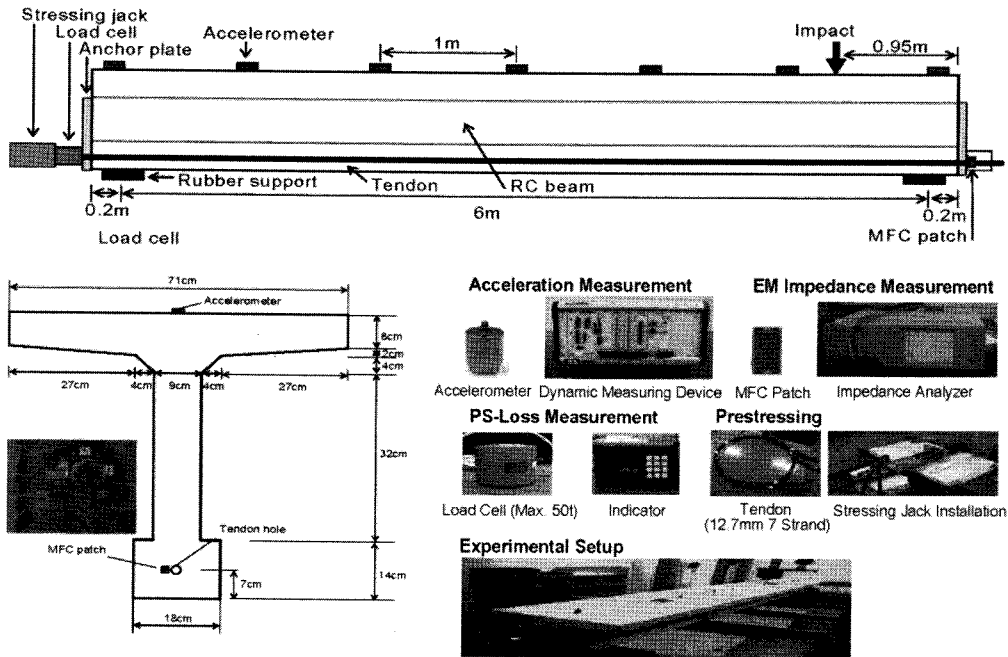 Stressing jack
Load cell
Anchor plate
Accelerometer
1m
Impact
0.95m
Rubber support
Tendon
RC beam
0.2m
6m
0.2m
Load cell
MFC patch
71cm
Accelerometer
6cm
2cm
4cm
27cm
4cm
9cm
4cm
27cm
32cm
Tendon hole
MFC patch
7cm
14cm
18cm
Acceleration Measurement
EM Impedance Measurement
Accelerometer
Dynamic Measuring Device
MFC Patch
Impedance Analyzer
PS-Loss Measurement
Prestressing
Load Cell (Max. 50t)
Indicator
Tendon
(12.7mm 7 Strand)
Stressing Jack Installation
Experimental Setup